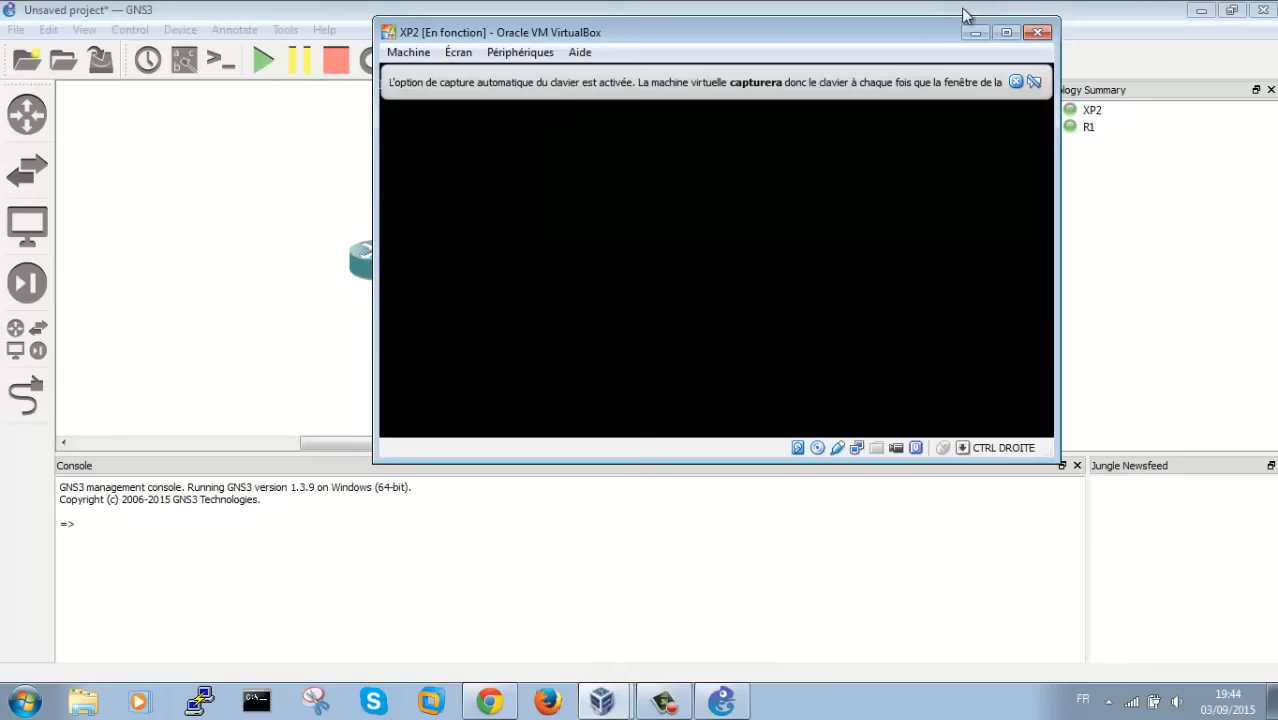 Unsaved project* — GNS3
File Edit View Control Device Annotate Tools Help
XP2 [En fonction] - Oracle VM VirtualBox
Machine Écran Périphériques Aide
L'option de capture automatique du clavier est activée. La machine virtuelle capturera donc le clavier à chaque fois que la fenêtre de la
ology Summary
XP2
R1
CTRL DROITE
Console
Jungle Newsfeed
GNS3 management console. Running GNS3 version 1.3.9 on Windows (64-bit).
Copyright (c) 2006-2015 GNS3 Technologies.
=>
FR
19:44
03/09/2015